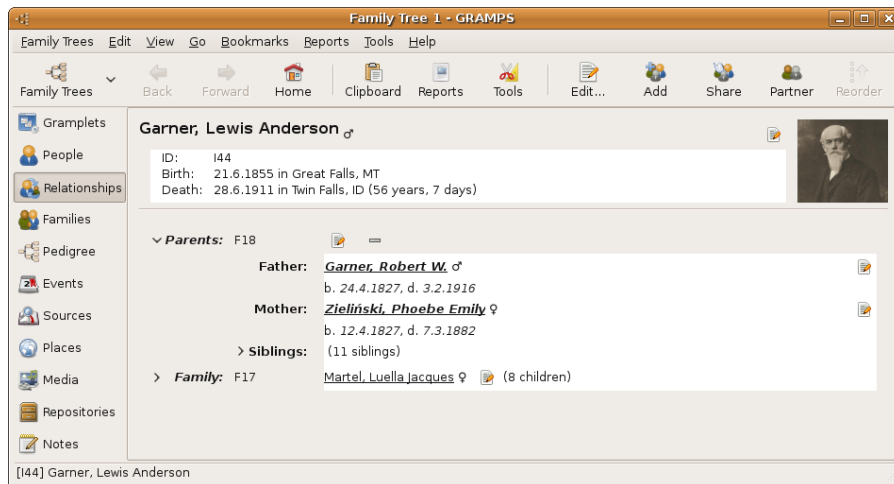 Family Tree 1 - GRAMPS
Family Trees Edit View Go Bookmarks Reports Tools Help
Family Trees Back Forward Home Clipboard Reports Tools Edit... Add Share Partner Reorder
Gramplets
People
Relationships
Families
Pedigree
Events
Sources
Places
Media
Repositories
Notes
Garner, Lewis Anderson ♂
ID: I44
Birth: 21.6.1855 in Great Falls, MT
Death: 28.6.1911 in Twin Falls, ID (56 years, 7 days)
Parents: F18
Father: Garner, Robert W. ♂
b. 24.4.1827, d. 3.2.1916
Mother: Zieliński, Phoebe Emily ♀
b. 12.4.1827, d. 7.3.1882
Siblings: (11 siblings)
Family: F17 Martel, Luella Jacques ♀ (8 children)
[I44] Garner, Lewis Anderson